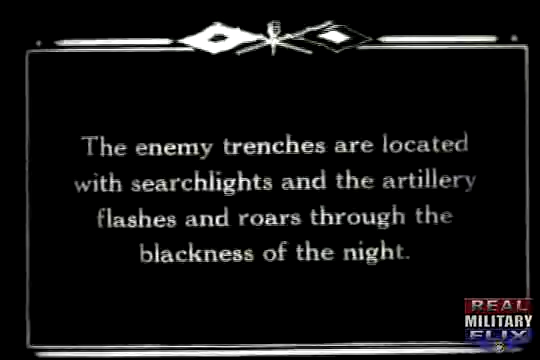 The enemy trenches are located
with searchlights and the artillery
flashes and roars through the
blackness of the night.
REAL
MILITARY
FLIX